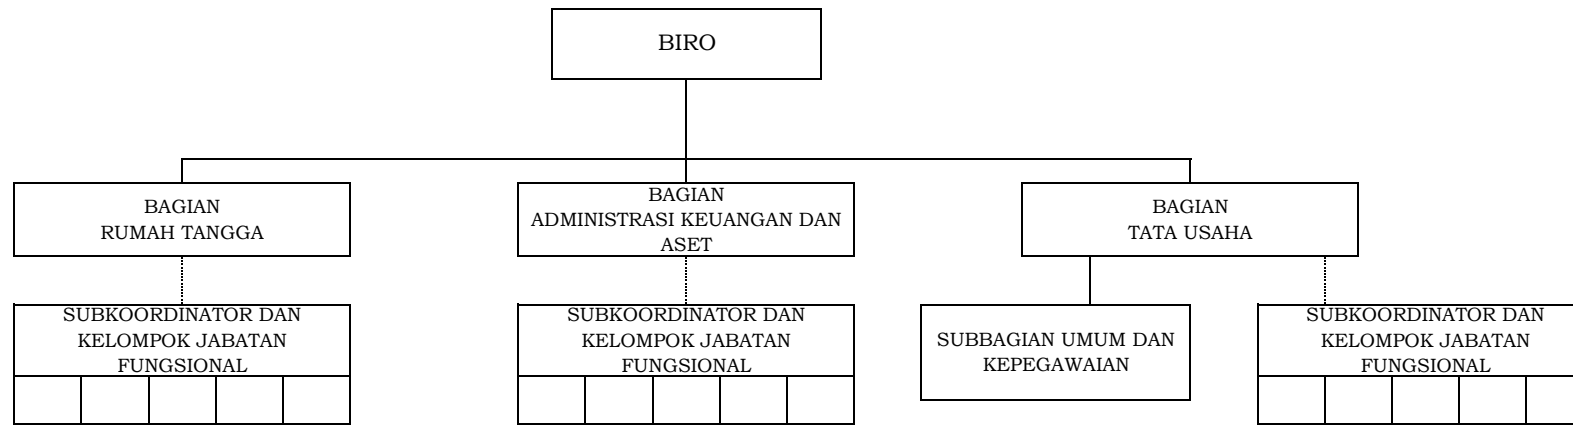 BIRO
BAGIAN
RUMAH TANGGA
BAGIAN
ADMINISTRASI KEUANGAN DAN
ASET
BAGIAN
TATA USAHA
SUBKOORDINATOR DAN
KELOMPOK JABATAN
FUNGSIONAL
SUBKOORDINATOR DAN
KELOMPOK JABATAN
FUNGSIONAL
SUBBAGIAN UMUM DAN
KEPEGAWAIAN
SUBKOORDINATOR DAN
KELOMPOK JABATAN
FUNGSIONAL